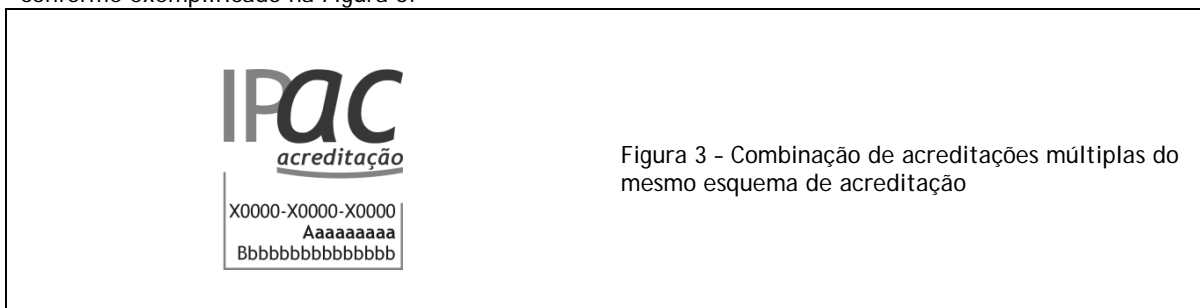 conforme exemplificado na Figura 3.
IPac
acreditação
X0000-X0000-X0000
Aaaaaaaaa
Bbbbbbbbbbbbbbb
Figura 3 – Combinação de acreditações múltiplas do
mesmo esquema de acreditação